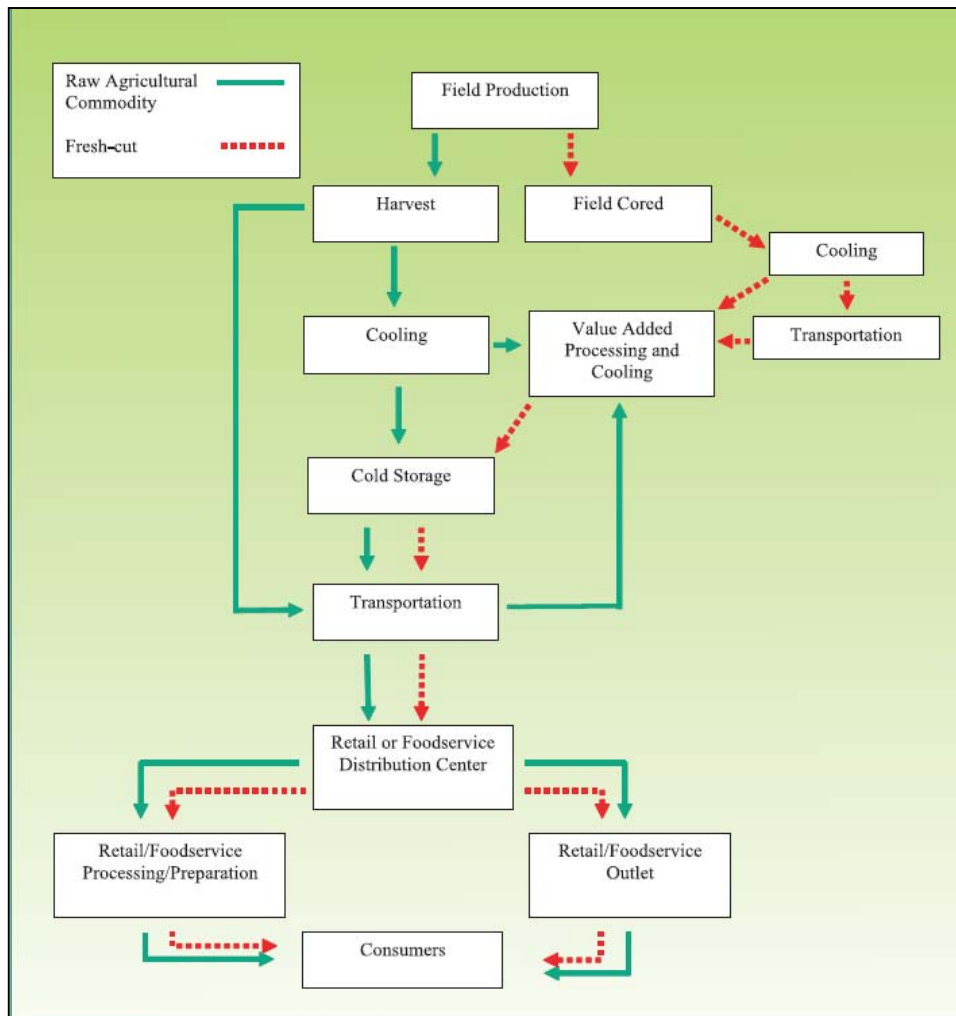 Raw Agricultural
Commodity
Fresh-cut
Field Production
Harvest
Field Cored
Cooling
Cooling
Value Added
Processing and
Cooling
Transportation
Cold Storage
Transportation
Retail or Foodservice
Distribution Center
Retail/Foodservice
Processing/Preparation
Retail/Foodservice
Outlet
Consumers